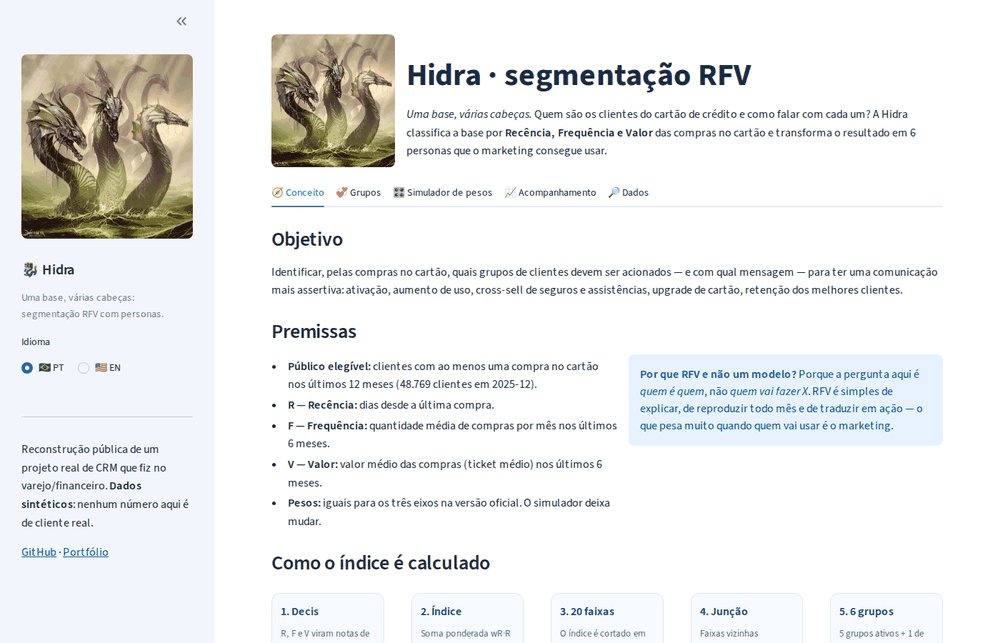 Hidra
Uma base, várias cabeças:
segmentação RFV com personas.
Idioma
PT
EN
Reconstrução pública de um
projeto real de CRM que fiz no
varejo/financeiro. Dados
sintéticos: nenhum número aqui é
de cliente real.
GitHub · Portfólio
Hidra · segmentação RFV
Uma base, várias cabeças. Quem são os clientes do cartão de crédito e como falar com cada um? A Hidra
classifica a base por Recência, Frequência e Valor das compras no cartão e transforma o resultado em 6
personas que o marketing consegue usar.
Conceito Grupos Simulador de pesos Acompanhamento Dados
Objetivo
Identificar, pelas compras no cartão, quais grupos de clientes devem ser acionados — e com qual mensagem — para ter uma comunicação
mais assertiva: ativação, aumento de uso, cross-sell de seguros e assistências, upgrade de cartão, retenção dos melhores clientes.
Premissas
• Público elegível: clientes com ao menos uma compra no cartão
nos últimos 12 meses (48.769 clientes em 2025-12).
• R — Recência: dias desde a última compra.
• F — Frequência: quantidade média de compras por mês nos últimos
6 meses.
• V — Valor: valor médio das compras (ticket médio) nos últimos 6
meses.
• Pesos: iguais para os três eixos na versão oficial. O simulador deixa
mudar.
Por que RFV e não um modelo? Porque a pergunta aqui é
quem é quem, não quem vai fazer X. RFV é simples de
explicar, de reproduzir todo mês e de traduzir em ação — o
que pesa muito quando quem vai usar é o marketing.
Como o índice é calculado
1. Decis
R, F e V viram notas de
2. Índice
Soma ponderada wR·R
3. 20 faixas
O índice é cortado em
4. Junção
Faixas vizinhas
5. 6 grupos
5 grupos ativos + 1 de